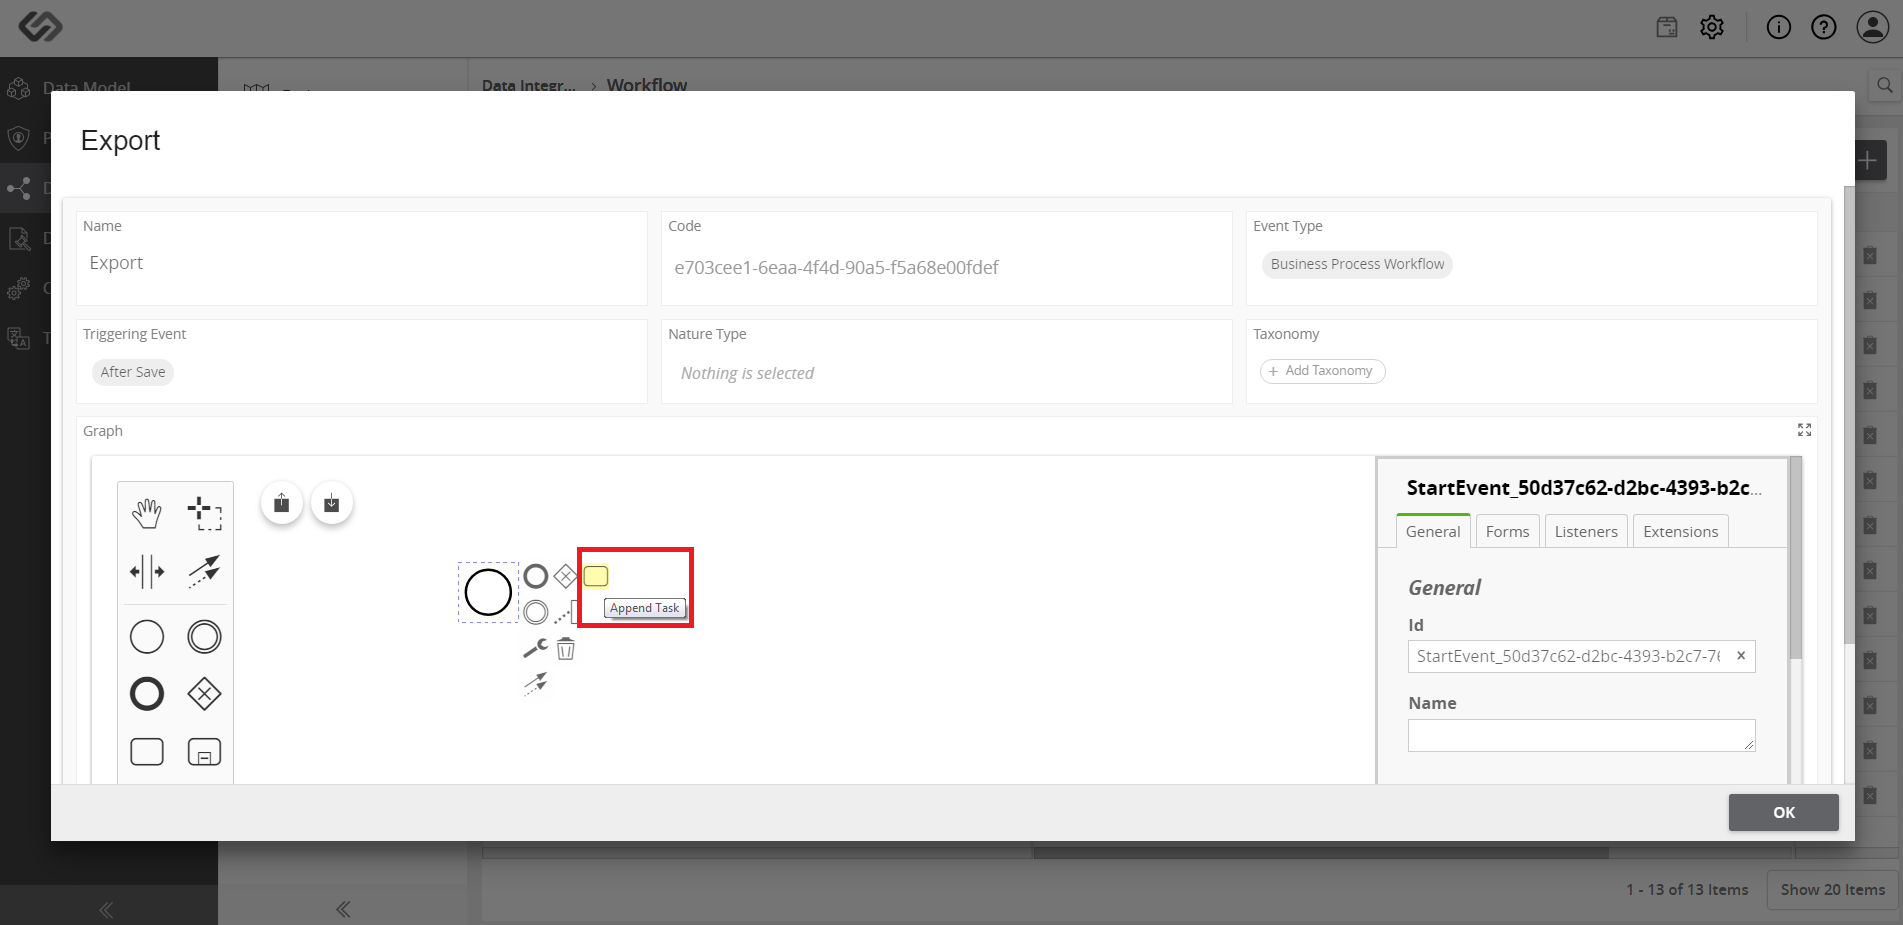 Data Model
Data Integr... > Workflow
Export
Name
Export
Code
e703cee1-6eaa-4f4d-90a5-f5a68e00fdef
Event Type
Business Process Workflow
Triggering Event
After Save
Nature Type
Nothing is selected
Taxonomy
+ Add Taxonomy
Graph
Append Task
StartEvent_50d37c62-d2bc-4393-b2c...
General
Forms
Listeners
Extensions
General
Id
StartEvent_50d37c62-d2bc-4393-b2c7-76
Name
OK
1 - 13 of 13 Items
Show 20 Items